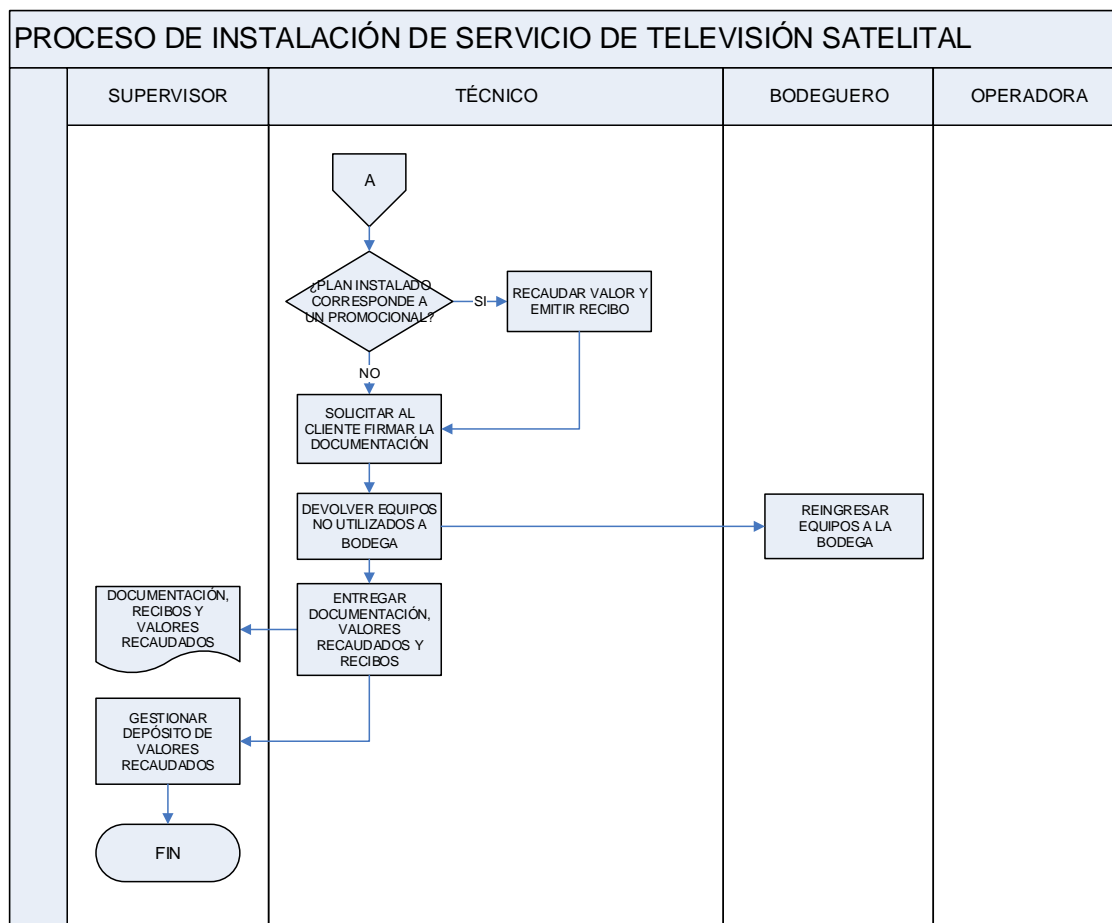 PROCESO DE INSTALACIÓN DE SERVICIO DE TELEVISIÓN SATELITAL
SUPERVISOR
TÉCNICO
BODEGUERO
OPERADORA
A
¿PLAN INSTALADO
CORRESPONDE A
UN PROMOCIONAL?
SI
RECAUDAR VALOR Y
EMITIR RECIBO
NO
SOLICITAR AL
CLIENTE FIRMAR LA
DOCUMENTACIÓN
DEVOLVER EQUIPOS
NO UTILIZADOS A
BODEGA
REINGRESAR
EQUIPOS A LA
BODEGA
DOCUMENTACIÓN,
RECIBOS Y
VALORES
RECAUDADOS
ENTREGAR
DOCUMENTACIÓN,
VALORES
RECAUDADOS Y
RECIBOS
GESTIONAR
DEPÓSITO DE
VALORES
RECAUDADOS
FIN